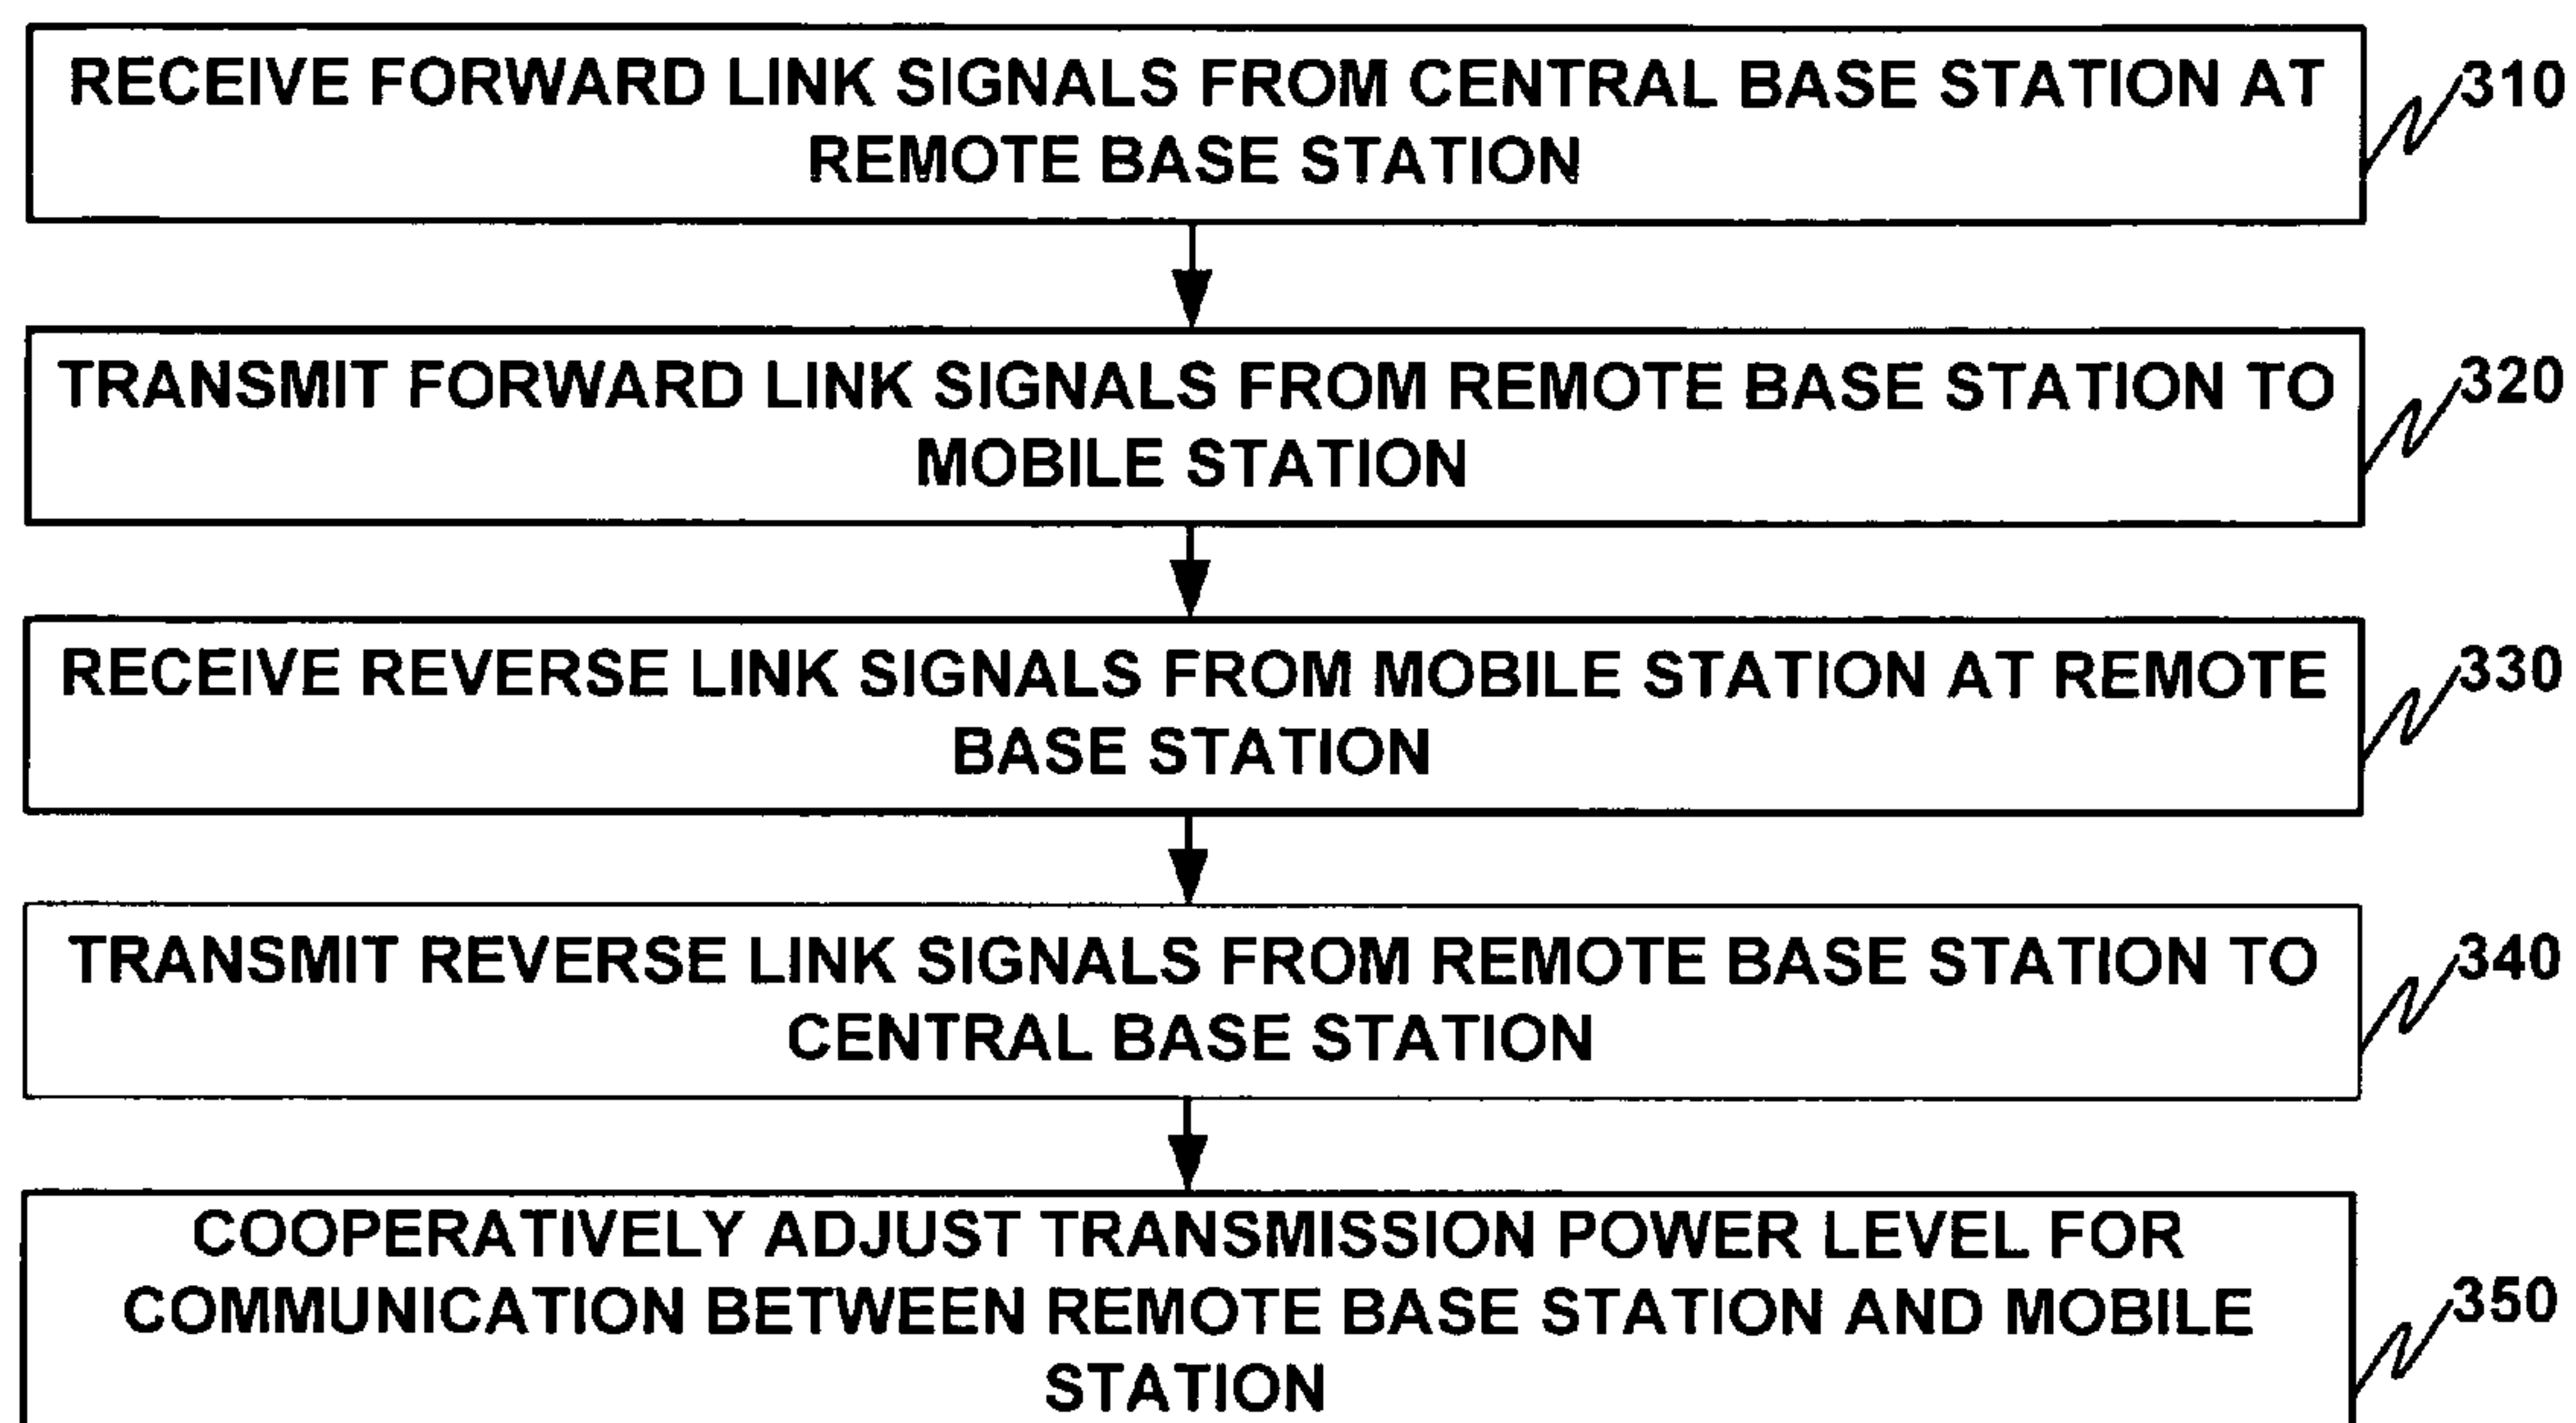 RECEIVE FORWARD LINK SIGNALS FROM CENTRAL BASE STATION AT
REMOTE BASE STATION
310
TRANSMIT FORWARD LINK SIGNALS FROM REMOTE BASE STATION TO
MOBILE STATION
320
RECEIVE REVERSE LINK SIGNALS FROM MOBILE STATION AT REMOTE
BASE STATION
330
TRANSMIT REVERSE LINK SIGNALS FROM REMOTE BASE STATION TO
CENTRAL BASE STATION
340
COOPERATIVELY ADJUST TRANSMISSION POWER LEVEL FOR
COMMUNICATION BETWEEN REMOTE BASE STATION AND MOBILE
STATION
350